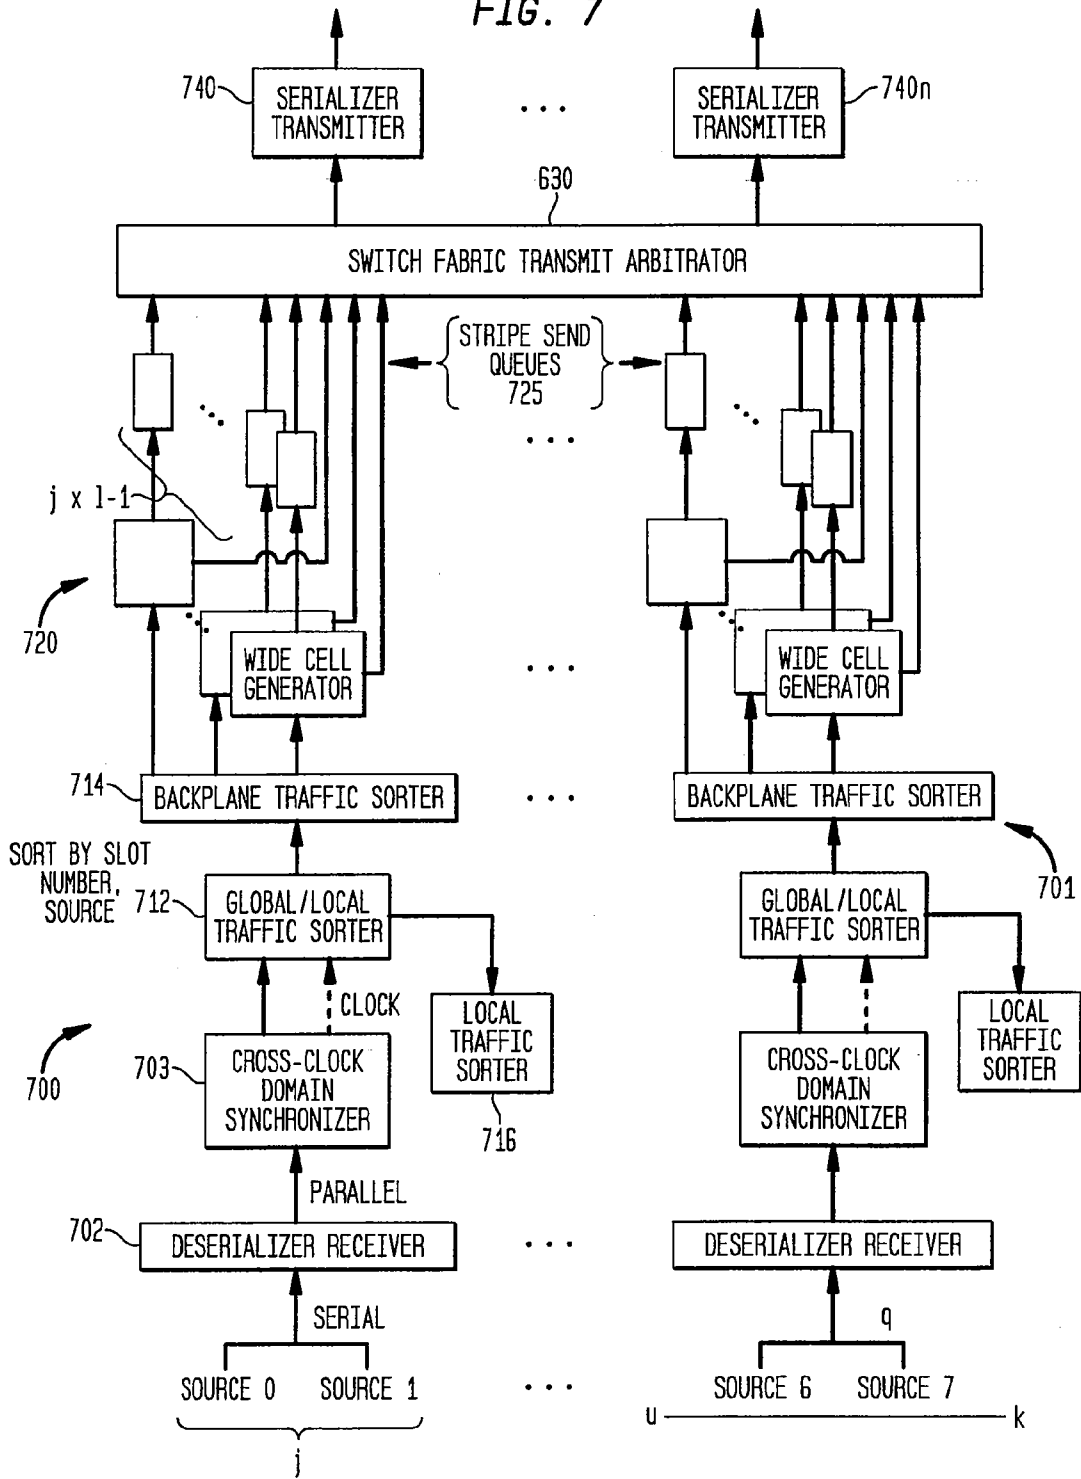 FIG. 7
740
SERIALIZER
TRANSMITTER
...
SERIALIZER
TRANSMITTER
740n
630
SWITCH FABRIC TRANSMIT ARBITRATOR
STRIPE SEND
QUEUES
725
...
j x l-1
720
WIDE CELL
GENERATOR
...
WIDE CELL
GENERATOR
714
BACKPLANE TRAFFIC SORTER
...
BACKPLANE TRAFFIC SORTER
SORT BY SLOT
NUMBER,
SOURCE
712
GLOBAL/LOCAL
TRAFFIC SORTER
GLOBAL/LOCAL
TRAFFIC SORTER
701
CLOCK
700
703
CROSS-CLOCK
DOMAIN
SYNCHRONIZER
LOCAL
TRAFFIC
SORTER
716
CROSS-CLOCK
DOMAIN
SYNCHRONIZER
LOCAL
TRAFFIC
SORTER
PARALLEL
702
DESERIALIZER RECEIVER
...
DESERIALIZER RECEIVER
SERIAL
q
SOURCE 0
SOURCE 1
...
SOURCE 6
SOURCE 7
j
u
k